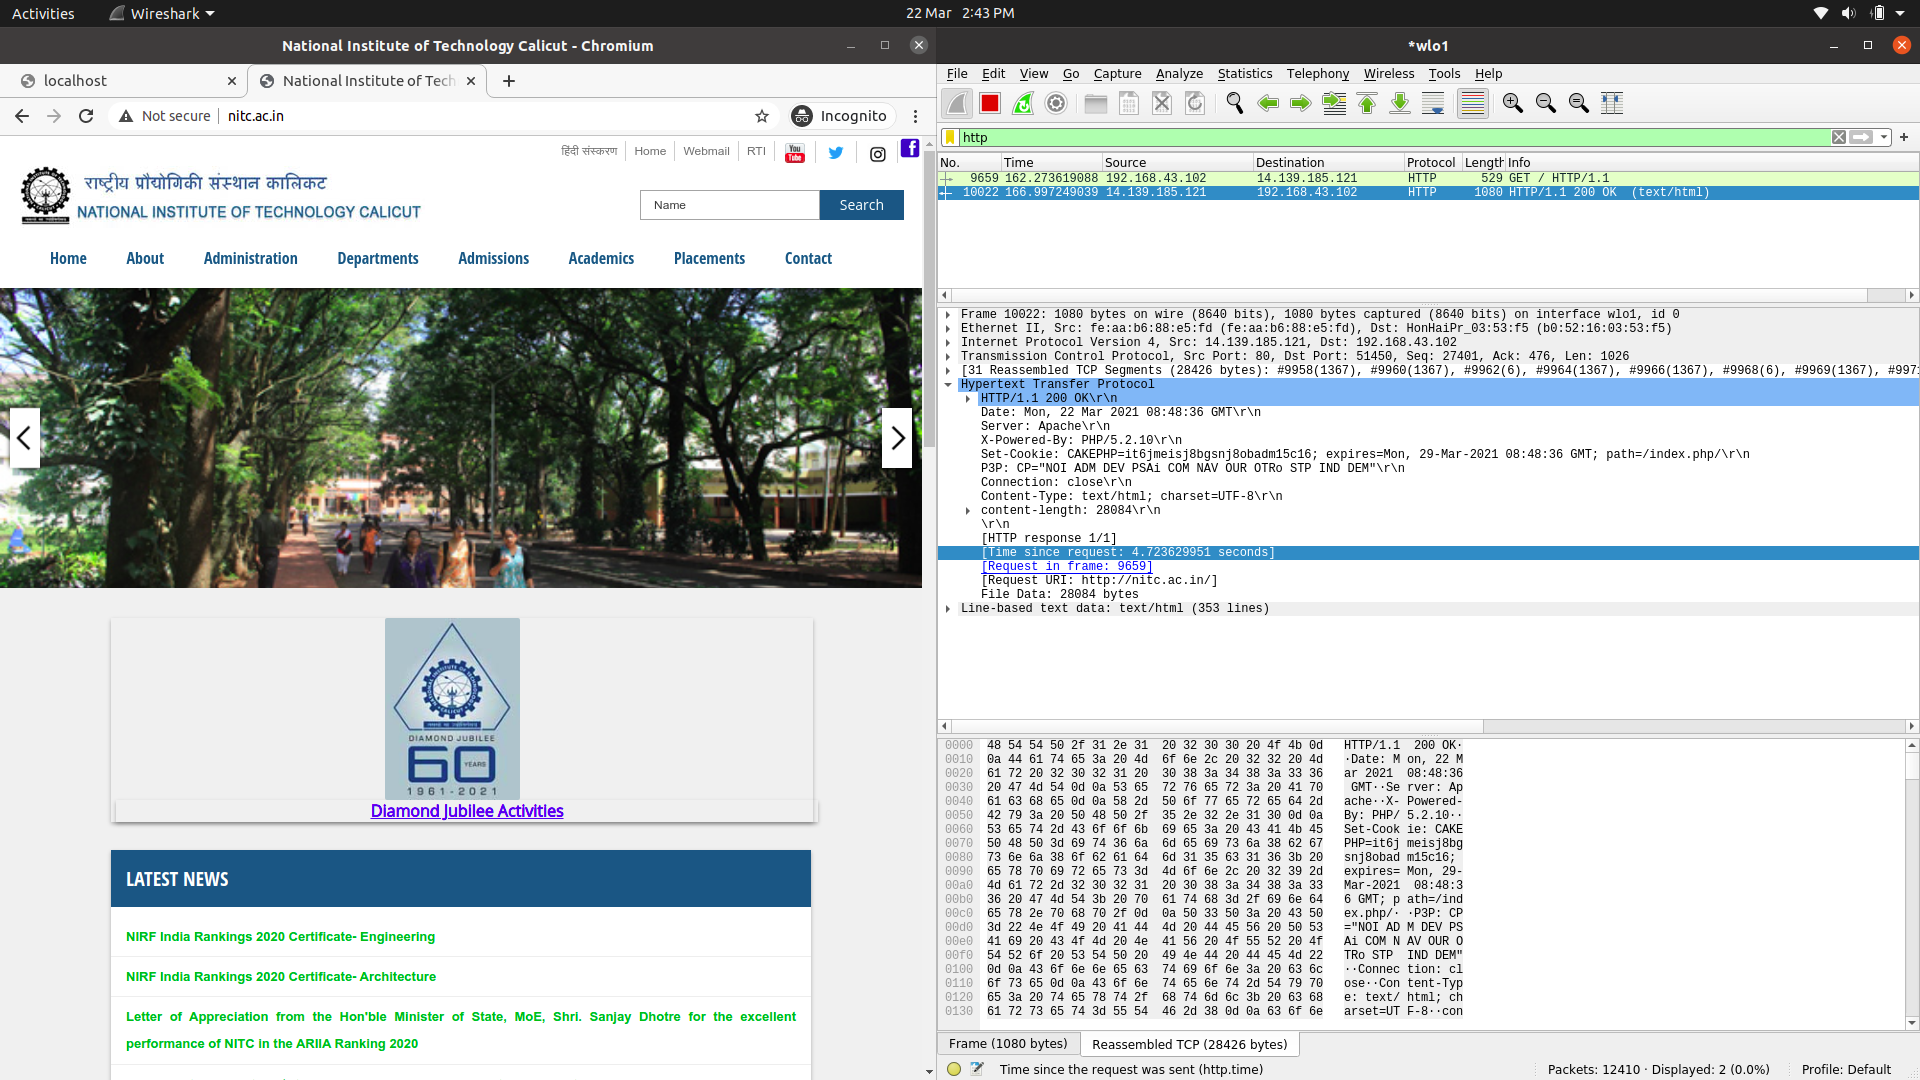 Activities
Wireshark
22 Mar 2:43 PM
National Institute of Technology Calicut - Chromium
localhost
National Institute of Tech
Not secure
nitc.ac.in
Incognito
हिंदी संस्करण
Home
Webmail
RTI
You
Tube
राष्ट्रीय प्रौद्योगिकी संस्थान कालिकट
NATIONAL INSTITUTE OF TECHNOLOGY CALICUT
Name
Search
Home
About
Administration
Departments
Admissions
Academics
Placements
Contact
DIAMOND JUBILEE
60
YEARS
1961-2021
Diamond Jubilee Activities
LATEST NEWS
NIRF India Rankings 2020 Certificate- Engineering
NIRF India Rankings 2020 Certificate- Architecture
Letter of Appreciation from the Hon'ble Minister of State, MoE, Shri. Sanjay Dhotre for the excellent
performance of NITC in the ARIIA Ranking 2020
*wlo1
File Edit View Go Capture Analyze Statistics Telephony Wireless Tools Help
http
No. Time Source Destination Protocol Length Info
9659 162.273619088 192.168.43.102 14.139.185.121 HTTP 529 GET / HTTP/1.1
10022 166.997249039 14.139.185.121 192.168.43.102 HTTP 1080 HTTP/1.1 200 OK (text/html)
Frame 10022: 1080 bytes on wire (8640 bits), 1080 bytes captured (8640 bits) on interface wlo1, id 0
Ethernet II, Src: fe:aa:b6:88:e5:fd (fe:aa:b6:88:e5:fd), Dst: HonHaiPr_03:53:f5 (b0:52:16:03:53:f5)
Internet Protocol Version 4, Src: 14.139.185.121, Dst: 192.168.43.102
Transmission Control Protocol, Src Port: 80, Dst Port: 51450, Seq: 27401, Ack: 476, Len: 1026
[31 Reassembled TCP Segments (28426 bytes): #9958(1367), #9960(1367), #9962(6), #9964(1367), #9966(1367), #9968(6), #9969(1367), #997
Hypertext Transfer Protocol
HTTP/1.1 200 OK\r\n
Date: Mon, 22 Mar 2021 08:48:36 GMT\r\n
Server: Apache\r\n
X-Powered-By: PHP/5.2.10\r\n
Set-Cookie: CAKEPHP=it6jmeisj8bgsnj8obadm15c16; expires=Mon, 29-Mar-2021 08:48:36 GMT; path=/index.php/\r\n
P3P: CP="NOI ADM DEV PSAi COM NAV OUR OTRo STP IND DEM"\r\n
Connection: close\r\n
Content-Type: text/html; charset=UTF-8\r\n
content-length: 28084\r\n
\r\n
[HTTP response 1/1]
[Time since request: 4.723629951 seconds]
[Request in frame: 9659]
[Request URI: http://nitc.ac.in/]
File Data: 28084 bytes
Line-based text data: text/html (353 lines)
0000 48 54 54 50 2f 31 2e 31 20 32 30 30 20 4f 4b 0d HTTP/1.1 200 OK·
0010 0a 44 61 74 65 3a 20 4d 6f 6e 2c 20 32 32 20 4d ·Date: M on, 22 M
0020 61 72 20 32 30 32 31 20 30 38 3a 34 38 3a 33 36 ar 2021 08:48:36
0030 20 47 4d 54 0d 0a 53 65 72 76 65 72 3a 20 41 70 GMT··Se rver: Ap
0040 61 63 68 65 0d 0a 58 2d 50 6f 77 65 72 65 64 2d ache··X- Powered-
0050 42 79 3a 20 50 48 50 2f 35 2e 32 2e 31 30 0d 0a By: PHP/ 5.2.10··
0060 53 65 74 2d 43 6f 6f 6b 69 65 3a 20 43 41 4b 45 Set-Cook ie: CAKE
0070 50 48 50 3d 69 74 36 6a 6d 65 69 73 6a 38 62 67 PHP=it6j meisj8bg
0080 73 6e 6a 38 6f 62 61 64 6d 31 35 63 31 36 3b 20 snj8obad m15c16;
0090 65 78 70 69 72 65 73 3d 4d 6f 6e 2c 20 32 39 2d expires= Mon, 29-
00a0 4d 61 72 2d 32 30 32 31 20 30 38 3a 34 38 3a 33 Mar-2021 08:48:3
00b0 36 20 47 4d 54 3b 20 70 61 74 68 3d 2f 69 6e 64 6 GMT; p ath=/ind
00c0 65 78 2e 70 68 70 2f 0d 0a 50 33 50 3a 20 43 50 ex.php/· ·P3P: CP
00d0 3d 22 4e 4f 49 20 41 44 4d 20 44 45 56 20 50 53 ="NOI AD M DEV PS
00e0 41 69 20 43 4f 4d 20 4e 41 56 20 4f 55 52 20 4f Ai COM N AV OUR O
00f0 54 52 6f 20 53 54 50 20 49 4e 44 20 44 45 4d 22 TRo STP IND DEM"
0100 0d 0a 43 6f 6e 6e 65 63 74 69 6f 6e 3a 20 63 6c ··Connec tion: cl
0110 6f 73 65 0d 0a 43 6f 6e 74 65 6e 74 2d 54 79 70 ose··Con tent-Typ
0120 65 3a 20 74 65 78 74 2f 68 74 6d 6c 3b 20 63 68 e: text/ html; ch
0130 61 72 73 65 74 3d 55 54 46 2d 38 0d 0a 63 6f 6e arset=UT F-8··con
Frame (1080 bytes)
Reassembled TCP (28426 bytes)
Time since the request was sent (http.time)
Packets: 12410 · Displayed: 2 (0.0%)
Profile: Default